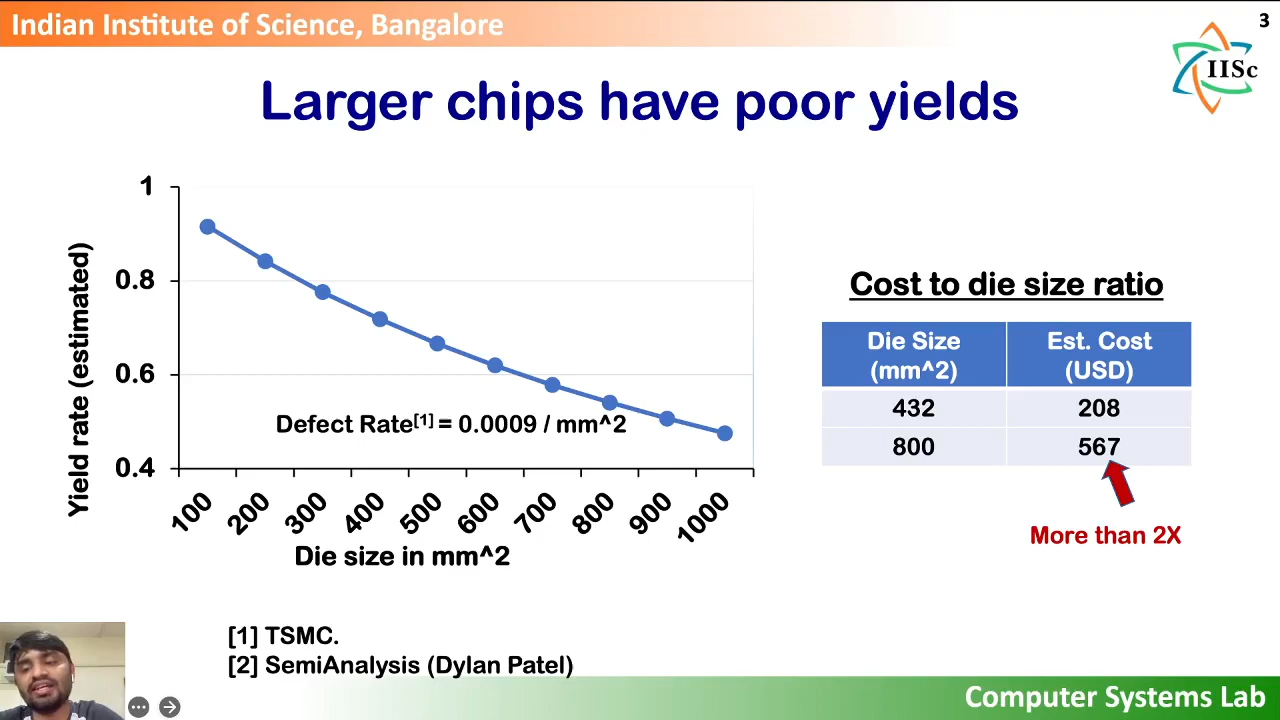 Indian Institute of Science, Bangalore
3
IISc
Larger chips have poor yields
1
0.8
0.6
0.4
Yield rate (estimated)
Defect Rate[1] = 0.0009 / mm^2
100 200 300 400 500 600 700 800 900 1000
Die size in mm^2
Cost to die size ratio
Die Size (mm^2) Est. Cost (USD)
432 208
800 567
More than 2X
[1] TSMC.
[2] SemiAnalysis (Dylan Patel)
Computer Systems Lab